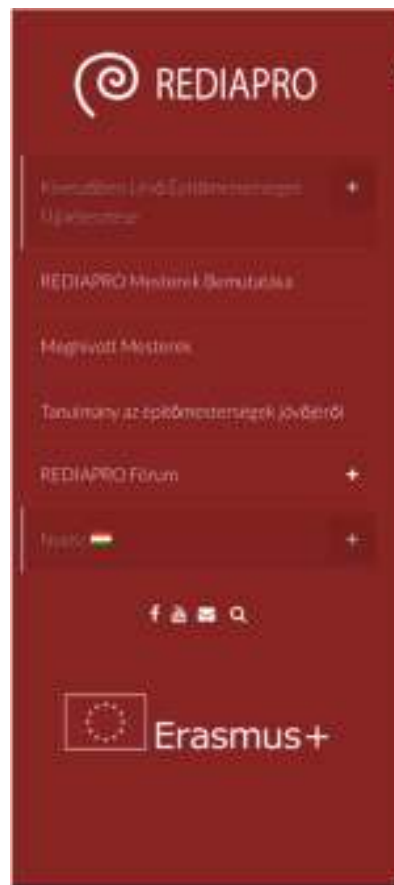 REDIAPRO
REDIAPRO Mesterek Bemutatása
Meghívott Mesterek
Tanulmány az építőmesterségek jövőjéről
REDIAPRO Fórum
Erasmus+